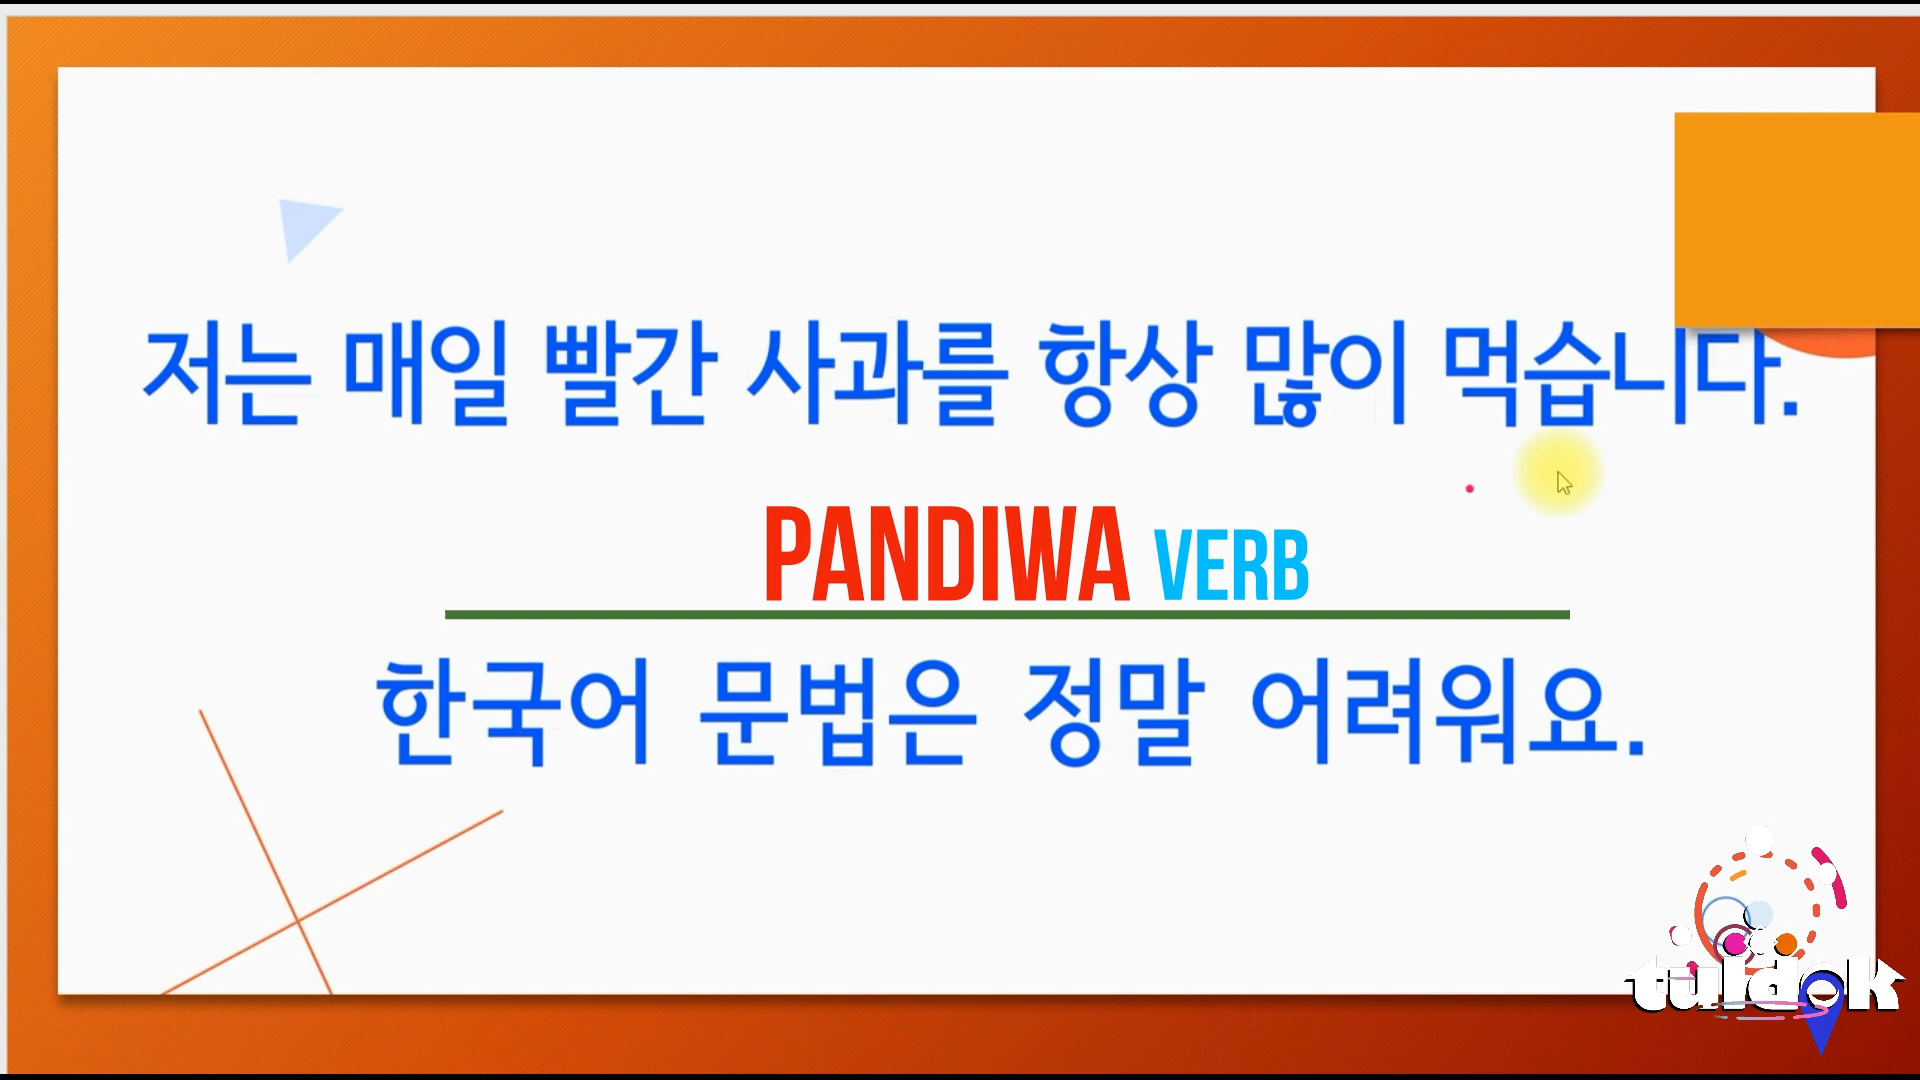 저는 매일 빨간 사과를 항상 많이 먹습니다.
PANDIWA VERB
한국어 문법은 정말 어려워요.
tuldok